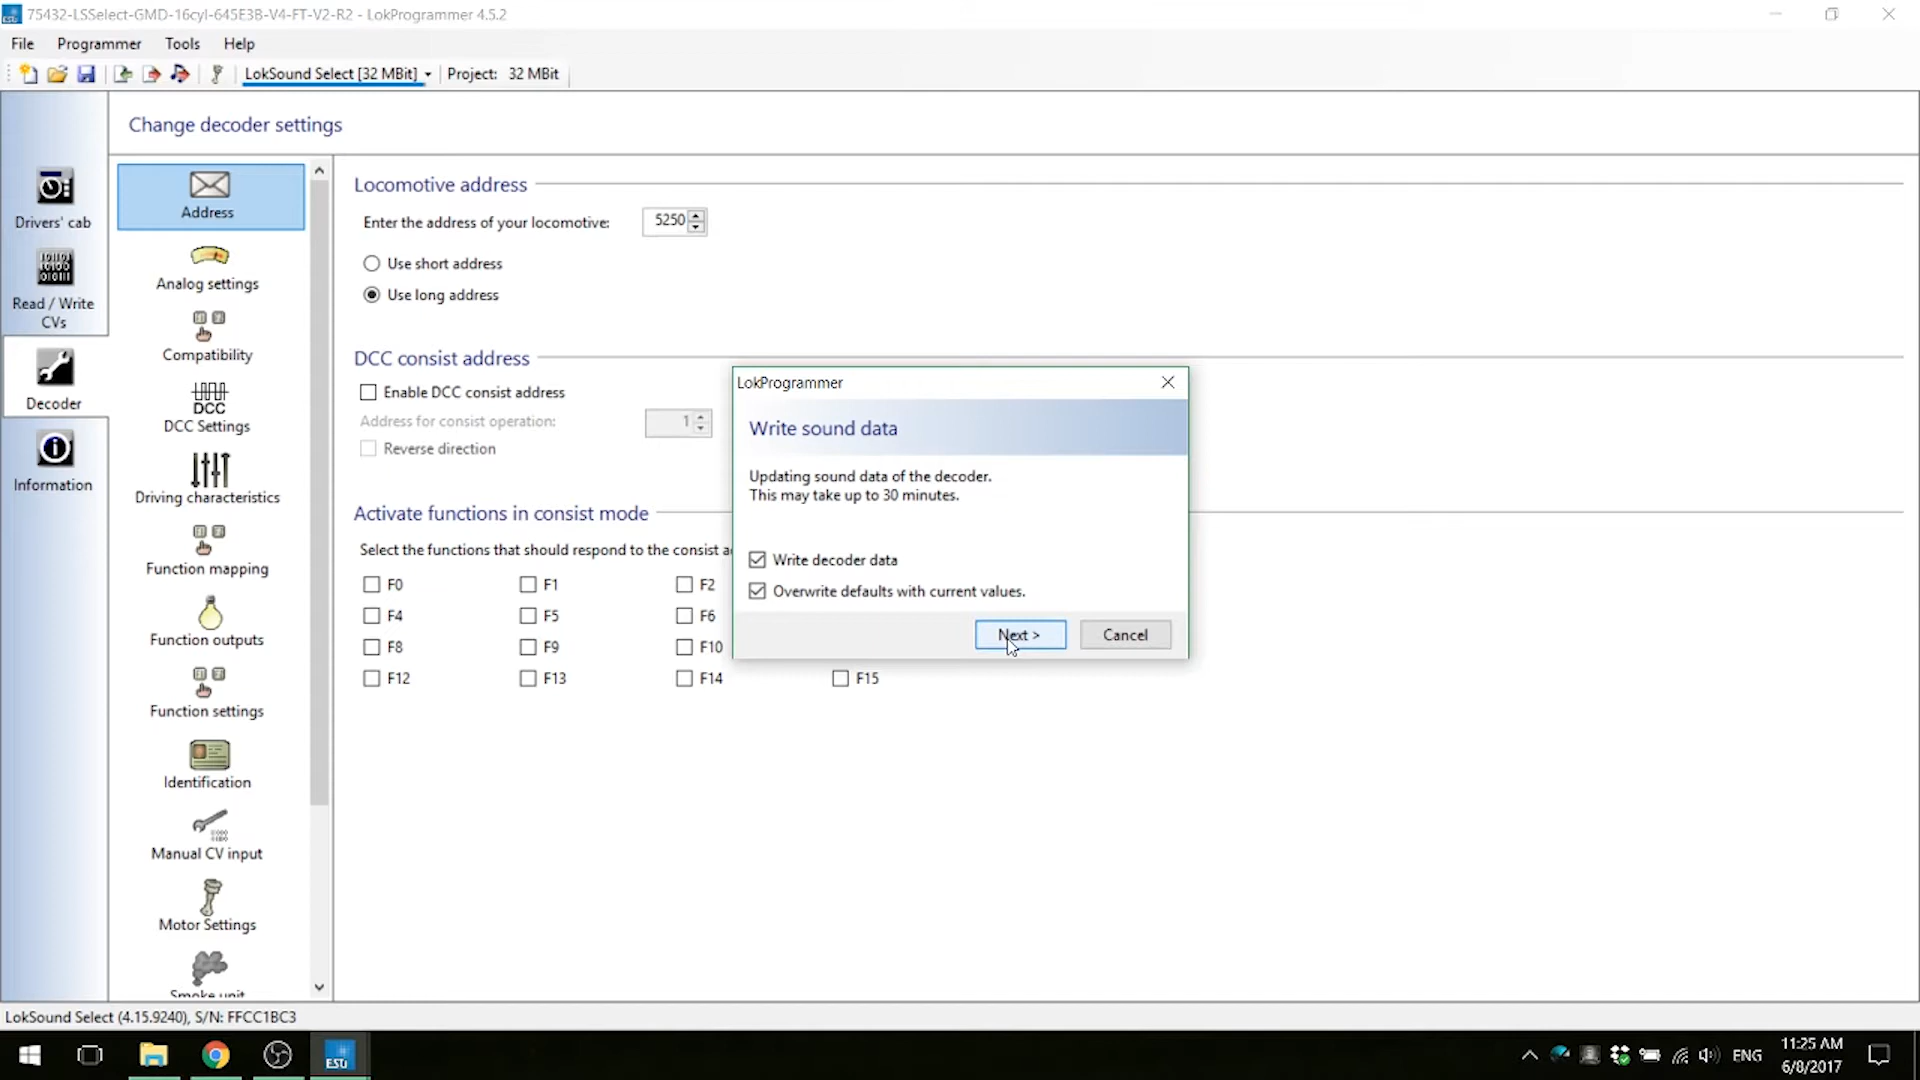 75432-LSSelect-GMD-16cyl-645E3B-V4-FT-V2-R2 - LokProgrammer 4.5.2
File Programmer Tools Help
LokSound Select [32 MBit] Project: 32 MBit
Change decoder settings
Drivers' cab
Read / Write
CVs
Decoder
Information
Address
Analog settings
Compatibility
DCC
DCC Settings
Driving characteristics
Function mapping
Function outputs
Function settings
Identification
Manual CV input
Motor Settings
Smoke unit
Locomotive address
Enter the address of your locomotive: 5250
Use short address
Use long address
DCC consist address
Enable DCC consist address
Address for consist operation: 1
Reverse direction
Activate functions in consist mode
Select the functions that should respond to the consist a
F0 F1 F2
F4 F5 F6
F8 F9 F10
F12 F13 F14 F15
LokProgrammer
Write sound data
Updating sound data of the decoder.
This may take up to 30 minutes.
Write decoder data
Overwrite defaults with current values.
Next > Cancel
LokSound Select (4.15.9240), S/N: FFCC1BC3
ESU
ENG
11:25 AM
6/8/2017